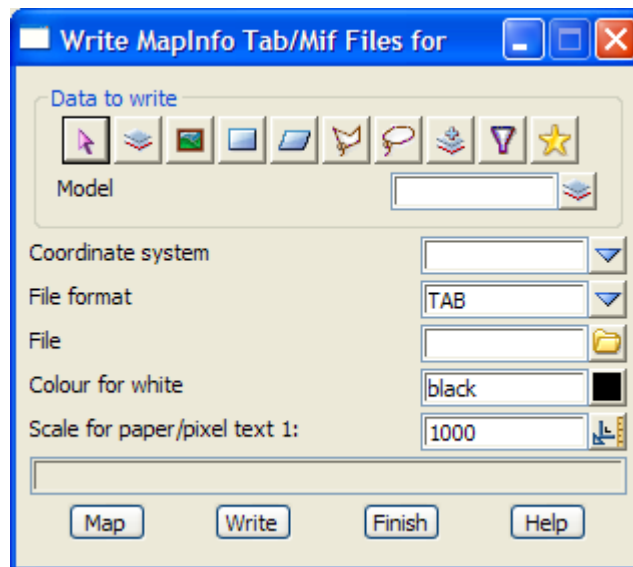 Write MapInfo Tab/Mif Files for
Data to write
Model
Coordinate system
File format TAB
File
Colour for white black
Scale for paper/pixel text 1: 1000
Map Write Finish Help